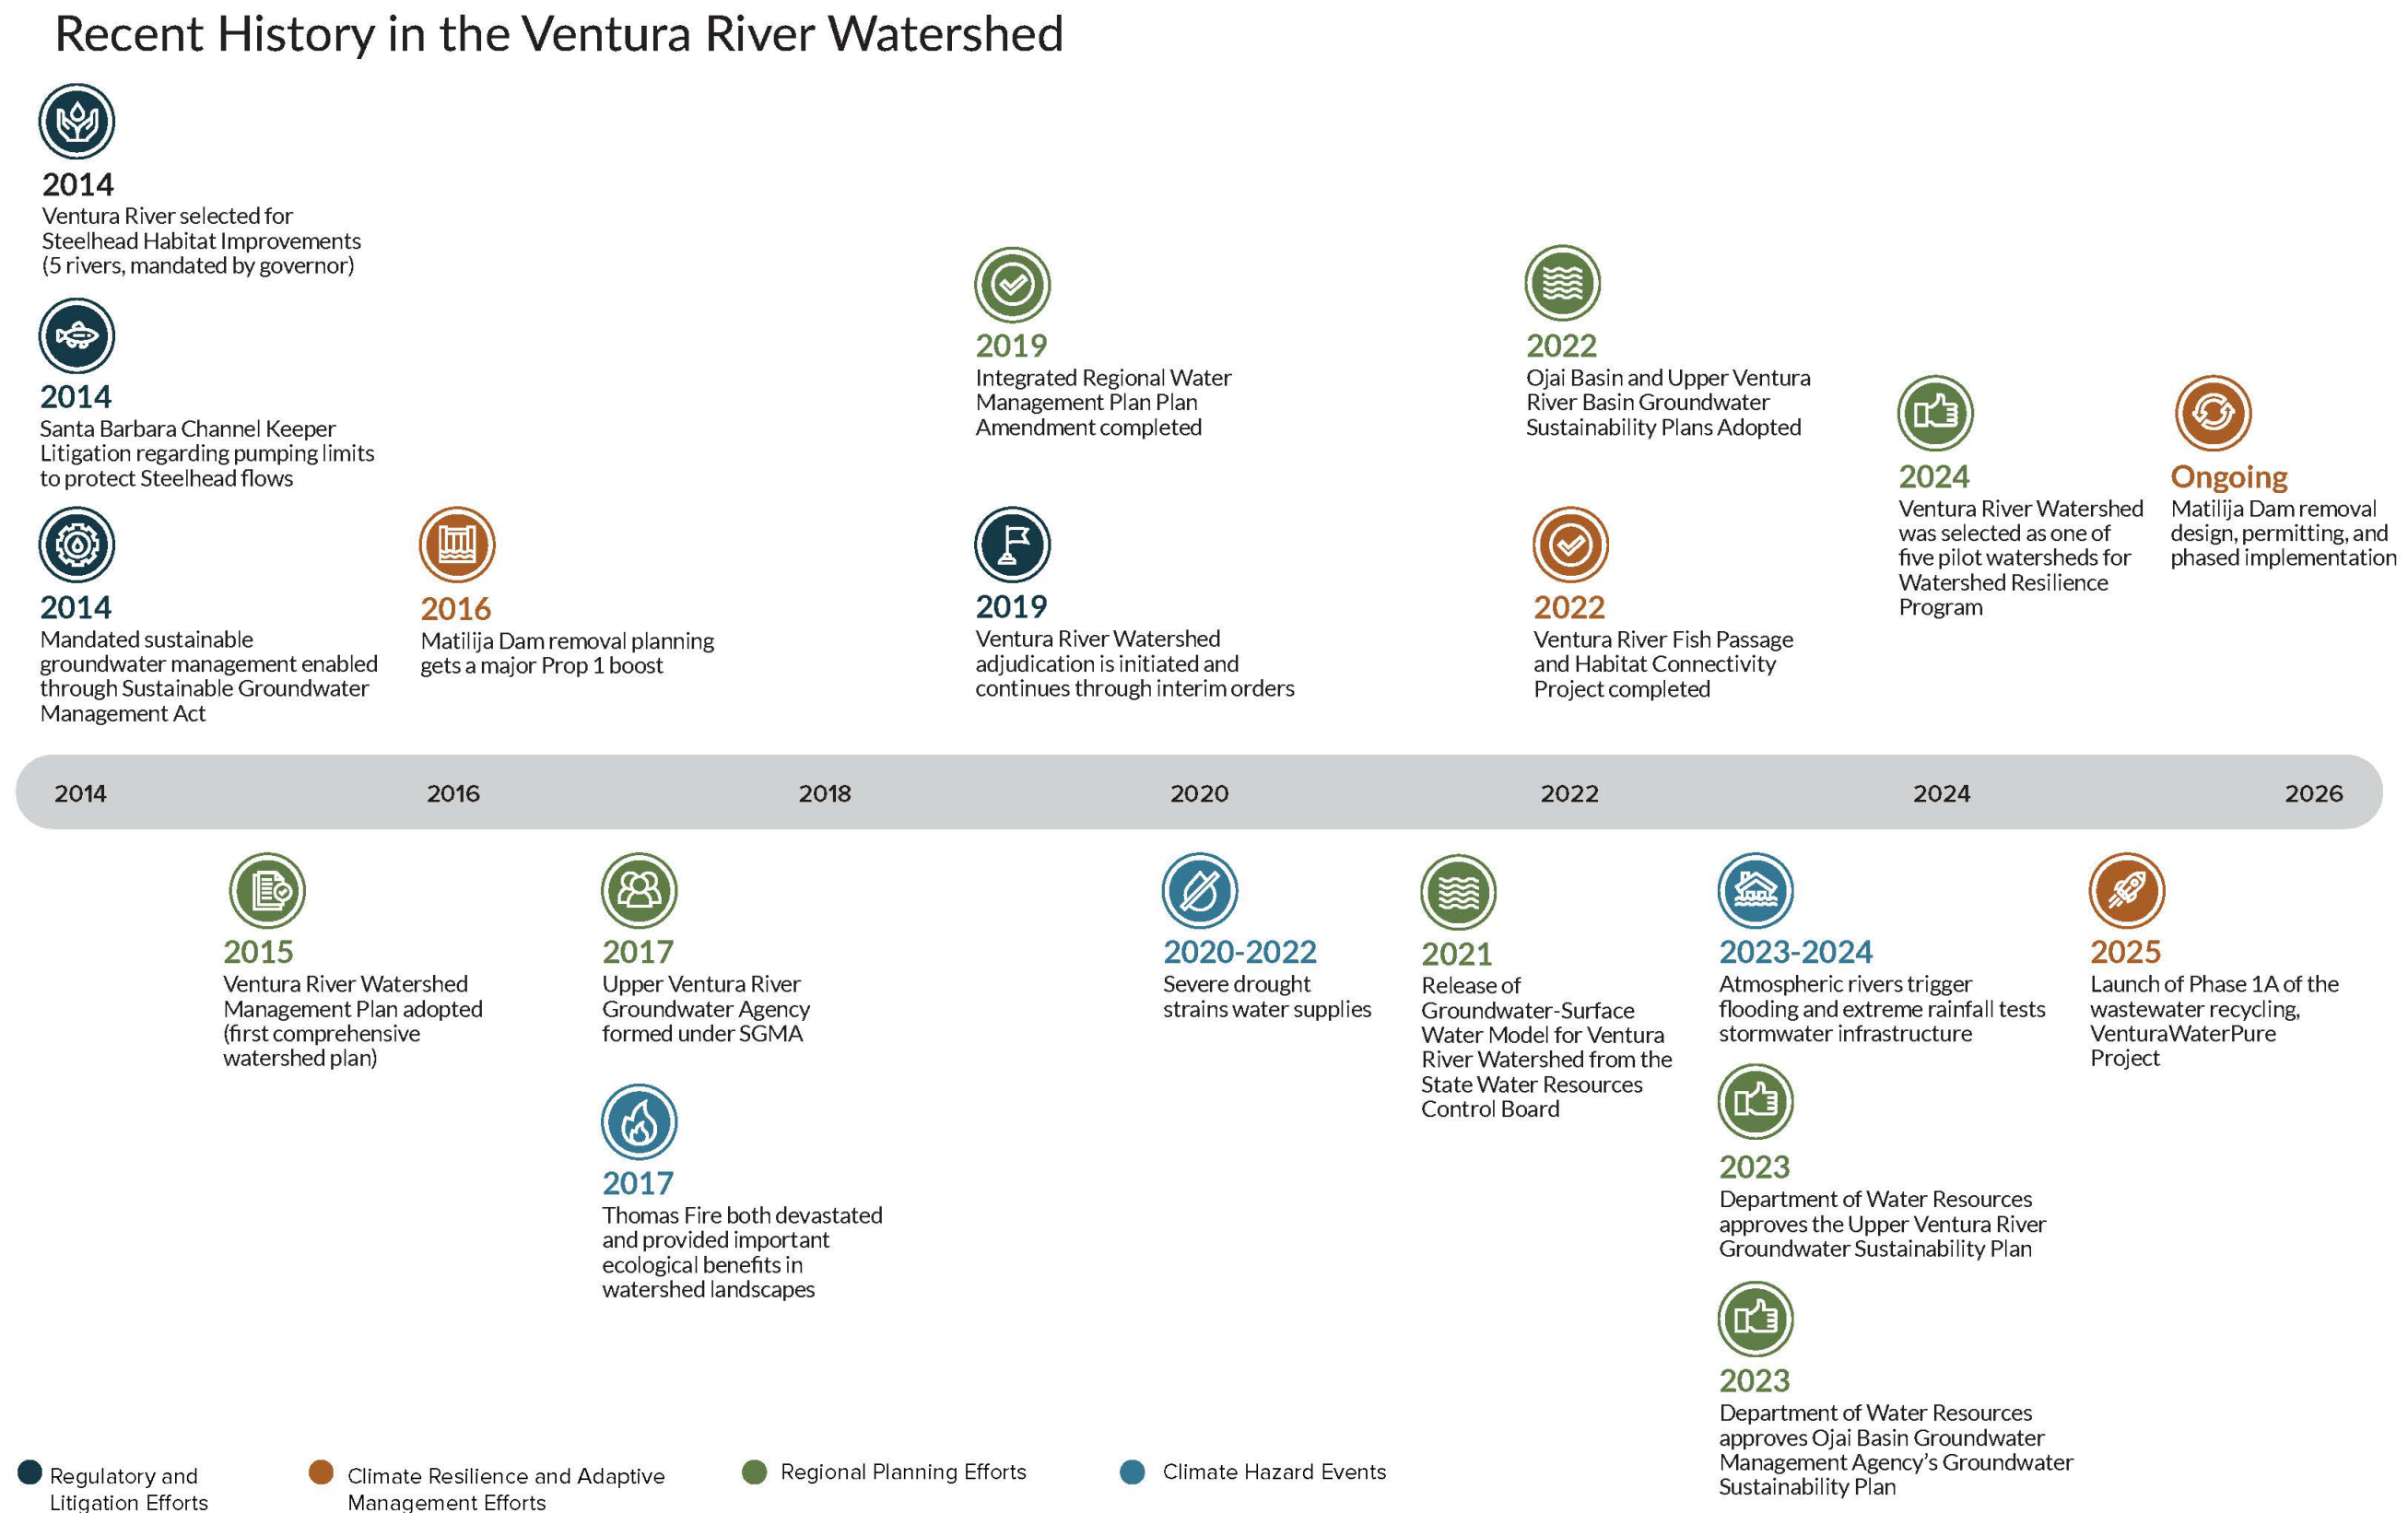 Recent History in the Ventura River Watershed
2014
Ventura River selected for
Steelhead Habitat Improvements
(5 rivers, mandated by governor)
2014
Santa Barbara Channel Keeper
Litigation regarding pumping limits
to protect Steelhead flows
2014
Mandated sustainable
groundwater management enabled
through Sustainable Groundwater
Management Act
2016
Matilija Dam removal planning
gets a major Prop 1 boost
2019
Integrated Regional Water
Management Plan Plan
Amendment completed
2019
Ventura River Watershed
adjudication is initiated and
continues through interim orders
2022
Ojai Basin and Upper Ventura
River Basin Groundwater
Sustainability Plans Adopted
2022
Ventura River Fish Passage
and Habitat Connectivity
Project completed
2024
Ventura River Watershed
was selected as one of
five pilot watersheds for
Watershed Resilience
Program
Ongoing
Matilija Dam removal
design, permitting, and
phased implementation
2014 2016 2018 2020 2022 2024 2026
2015
Ventura River Watershed
Management Plan adopted
(first comprehensive
watershed plan)
2017
Upper Ventura River
Groundwater Agency
formed under SGMA
2017
Thomas Fire both devastated
and provided important
ecological benefits in
watershed landscapes
2020-2022
Severe drought
strains water supplies
2021
Release of
Groundwater-Surface
Water Model for Ventura
River Watershed from the
State Water Resources
Control Board
2023-2024
Atmospheric rivers trigger
flooding and extreme rainfall tests
stormwater infrastructure
2023
Department of Water Resources
approves the Upper Ventura River
Groundwater Sustainability Plan
2023
Department of Water Resources
approves Ojai Basin Groundwater
Management Agency's Groundwater
Sustainability Plan
2025
Launch of Phase 1A of the
wastewater recycling,
VenturaWaterPure
Project
Regulatory and
Litigation Efforts
Climate Resilience and Adaptive
Management Efforts
Regional Planning Efforts
Climate Hazard Events